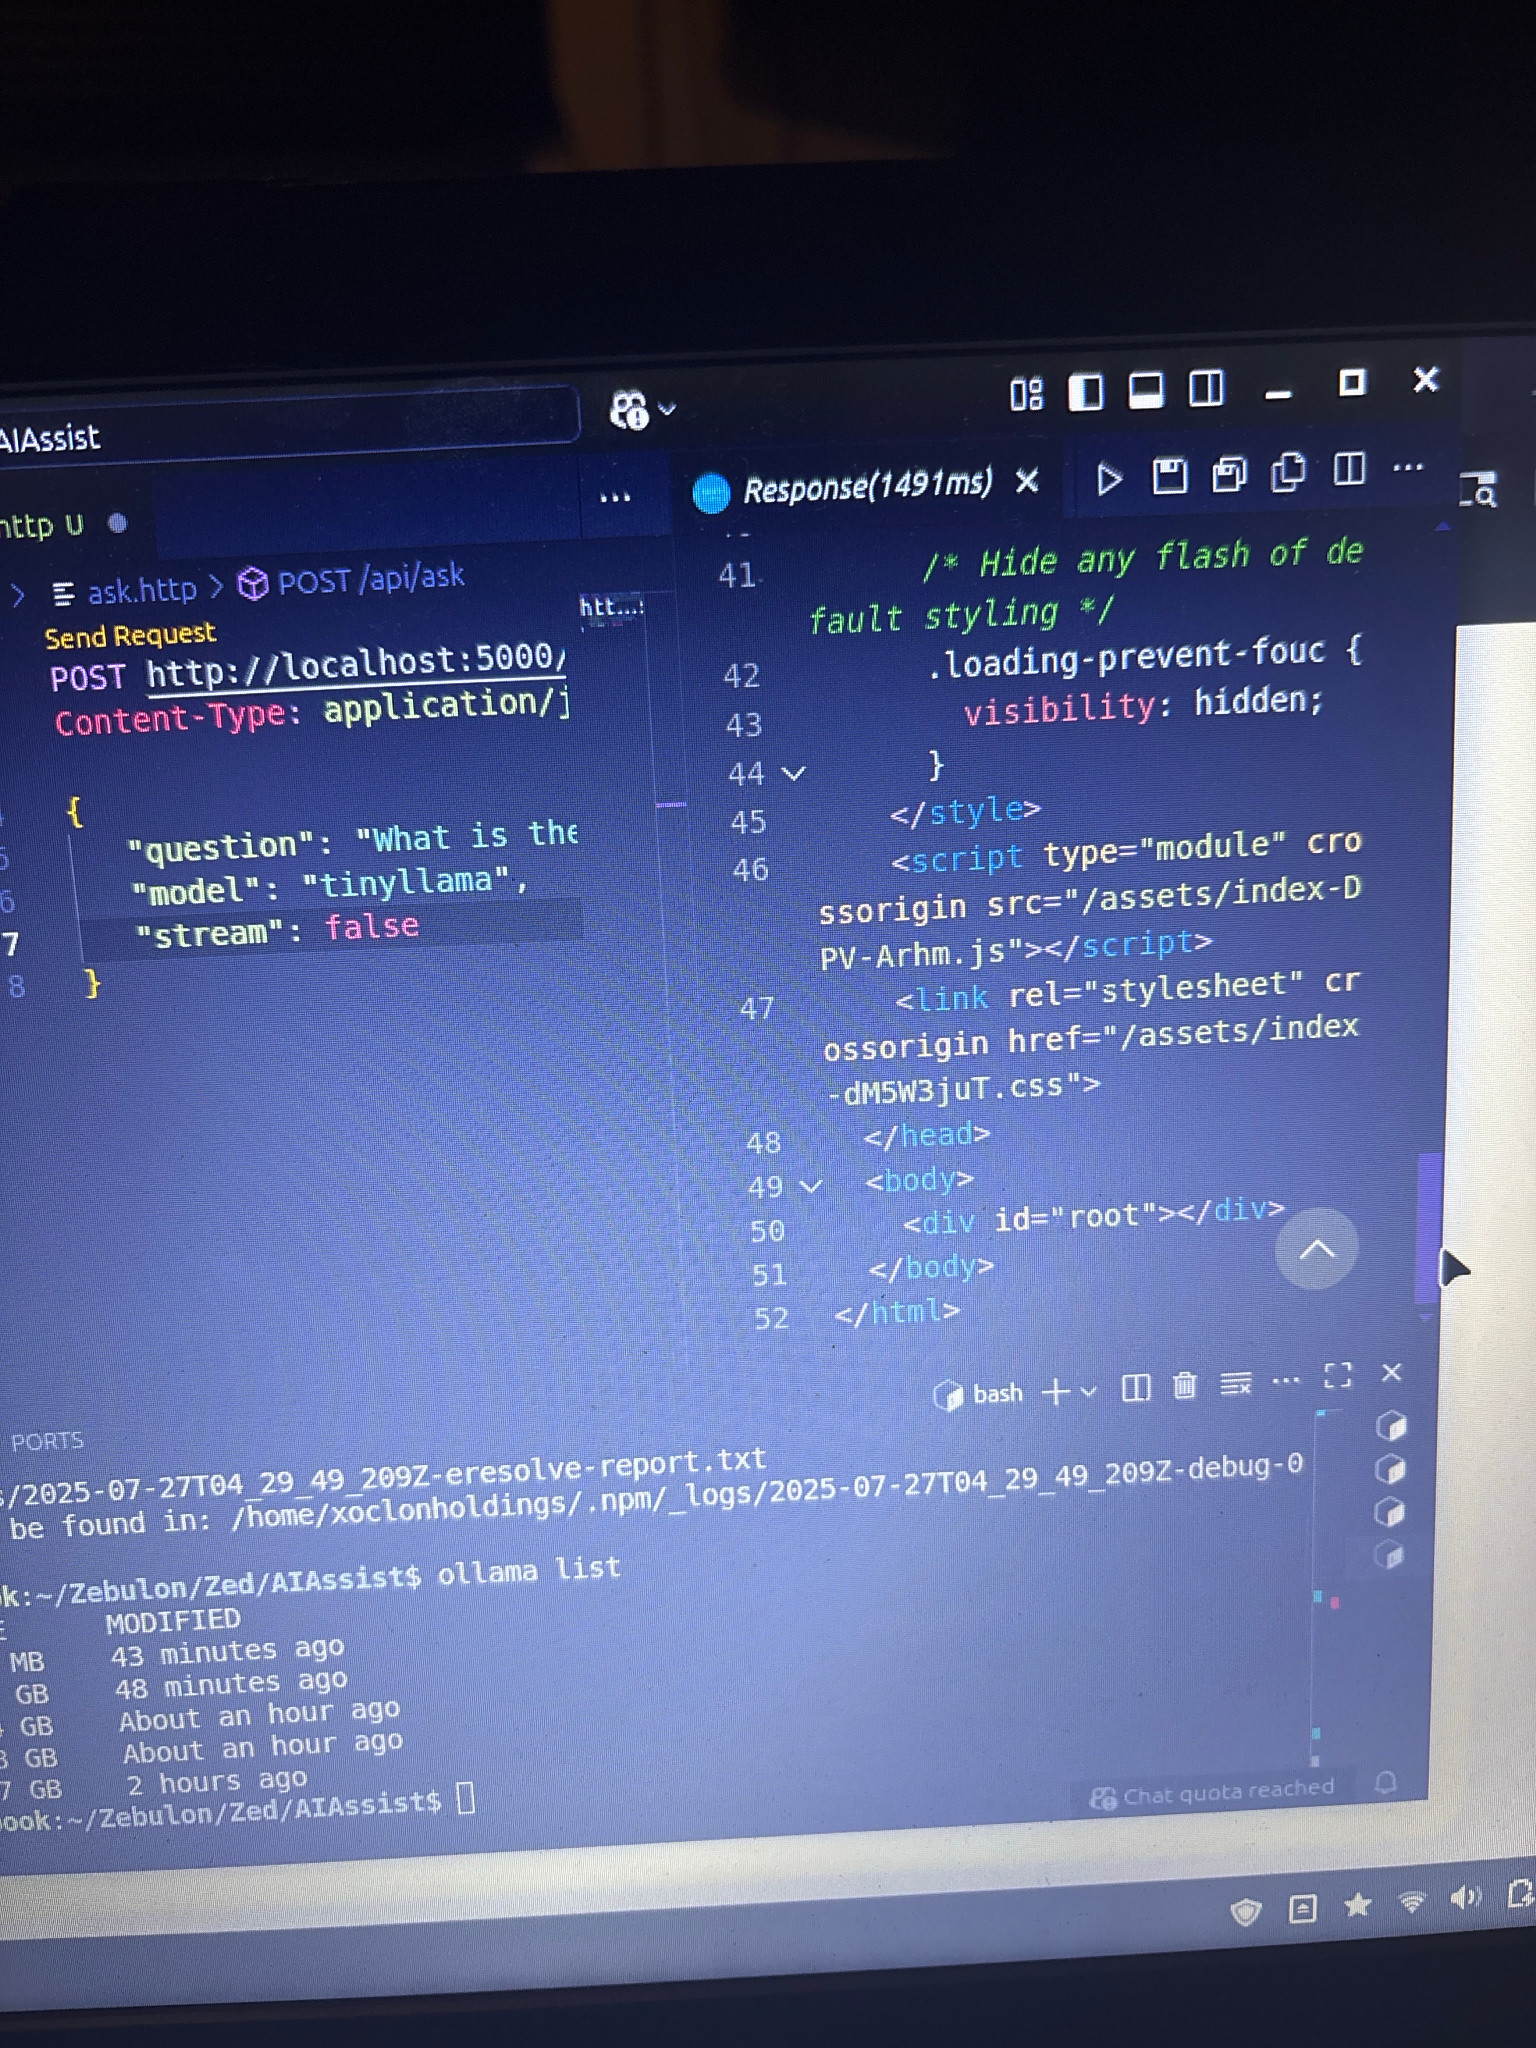 AIAssist
http U
Response(1491ms)
ask.http > POST /api/ask
htt...:
Send Request
POST http://localhost:5000/
Content-Type: application/j
{
"question": "What is the
6 "model": "tinyllama",
7 "stream": false
8 }
41 /* Hide any flash of de
fault styling */
42 .loading-prevent-fouc {
43 visibility: hidden;
44 }
45 </style>
46 <script type="module" cro
ssorigin src="/assets/index-D
PV-Arhm.js"></script>
47 <link rel="stylesheet" cr
ossorigin href="/assets/index
-dM5W3juT.css">
48 </head>
49 <body>
50 <div id="root"></div>
51 </body>
52 </html>
bash
PORTS
s/2025-07-27T04_29_49_209Z-eresolve-report.txt
be found in: /home/xoclonholdings/.npm/_logs/2025-07-27T04_29_49_209Z-debug-0
k:~/Zebulon/Zed/AIAssist$ ollama list
MODIFIED
MB 43 minutes ago
GB 48 minutes ago
GB About an hour ago
GB About an hour ago
7 GB 2 hours ago
ook:~/Zebulon/Zed/AIAssist$
Chat quota reached